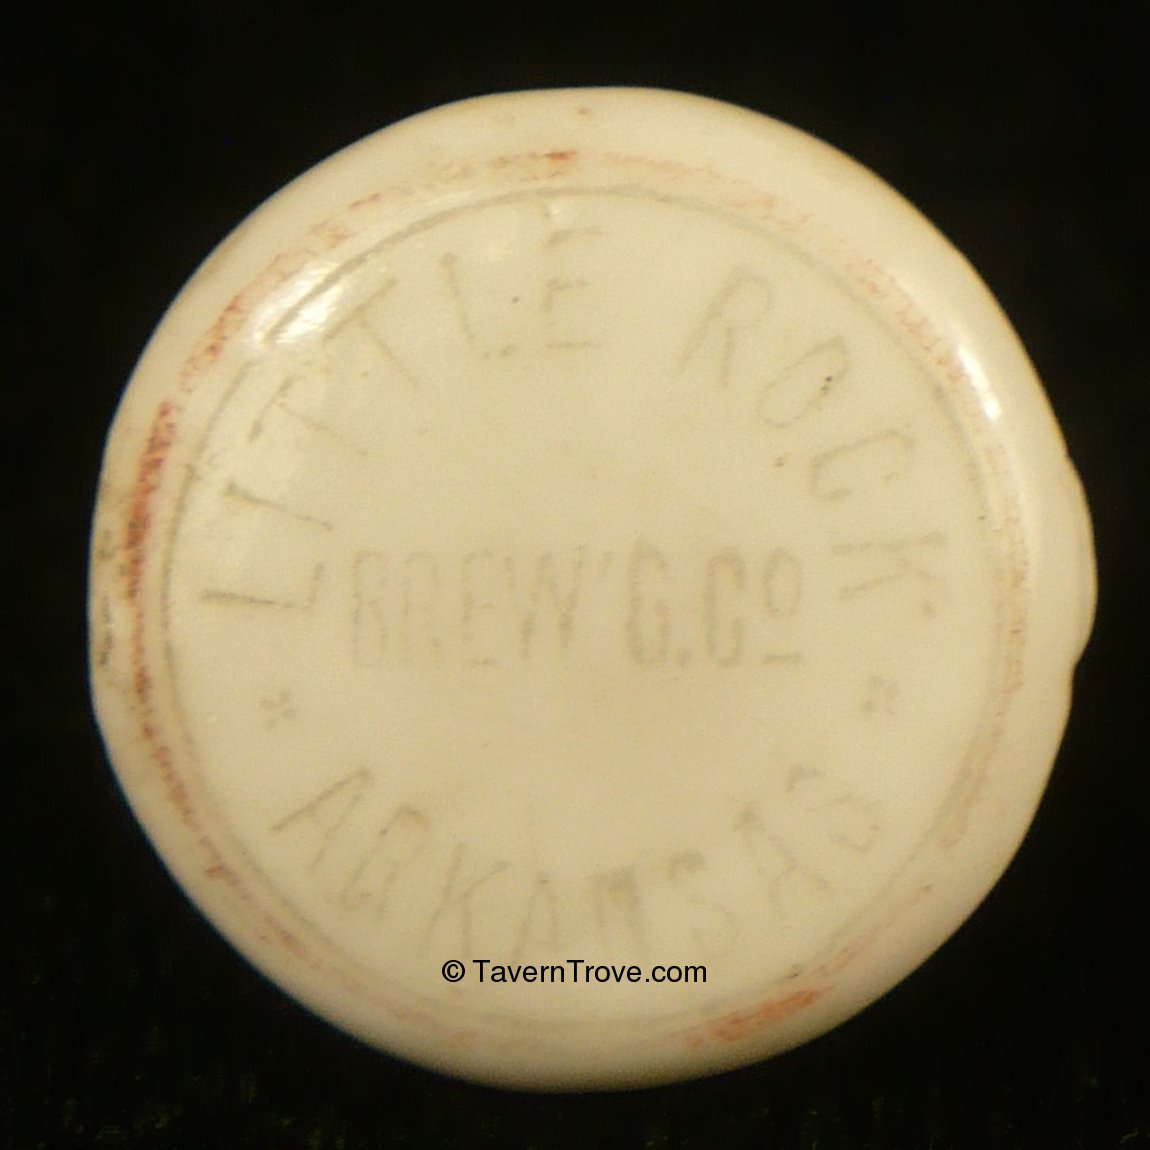 LITTLE ROCK
BREW'G.Cº
* ARKANSAS *
© TavernTrove.com